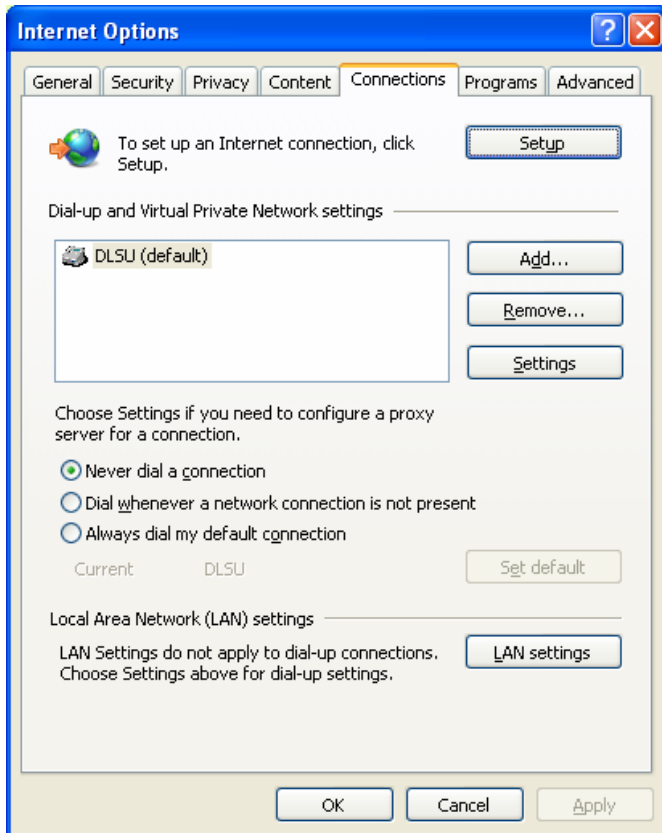 Internet Options
General Security Privacy Content Connections Programs Advanced
To set up an Internet connection, click
Setup.
Setup
Dial-up and Virtual Private Network settings
DLSU (default)
Add...
Remove...
Settings
Choose Settings if you need to configure a proxy
server for a connection.
Never dial a connection
Dial whenever a network connection is not present
Always dial my default connection
Current DLSU
Set default
Local Area Network (LAN) settings
LAN Settings do not apply to dial-up connections.
Choose Settings above for dial-up settings.
LAN settings
OK Cancel Apply